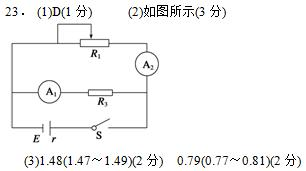 23． (1)D(1分) (2)如图所示(3分)
R₁
A₂
A₁
R₃
E r S
(3)1.48(1.47～1.49)(2分) 0.79(0.77～0.81)(2分)